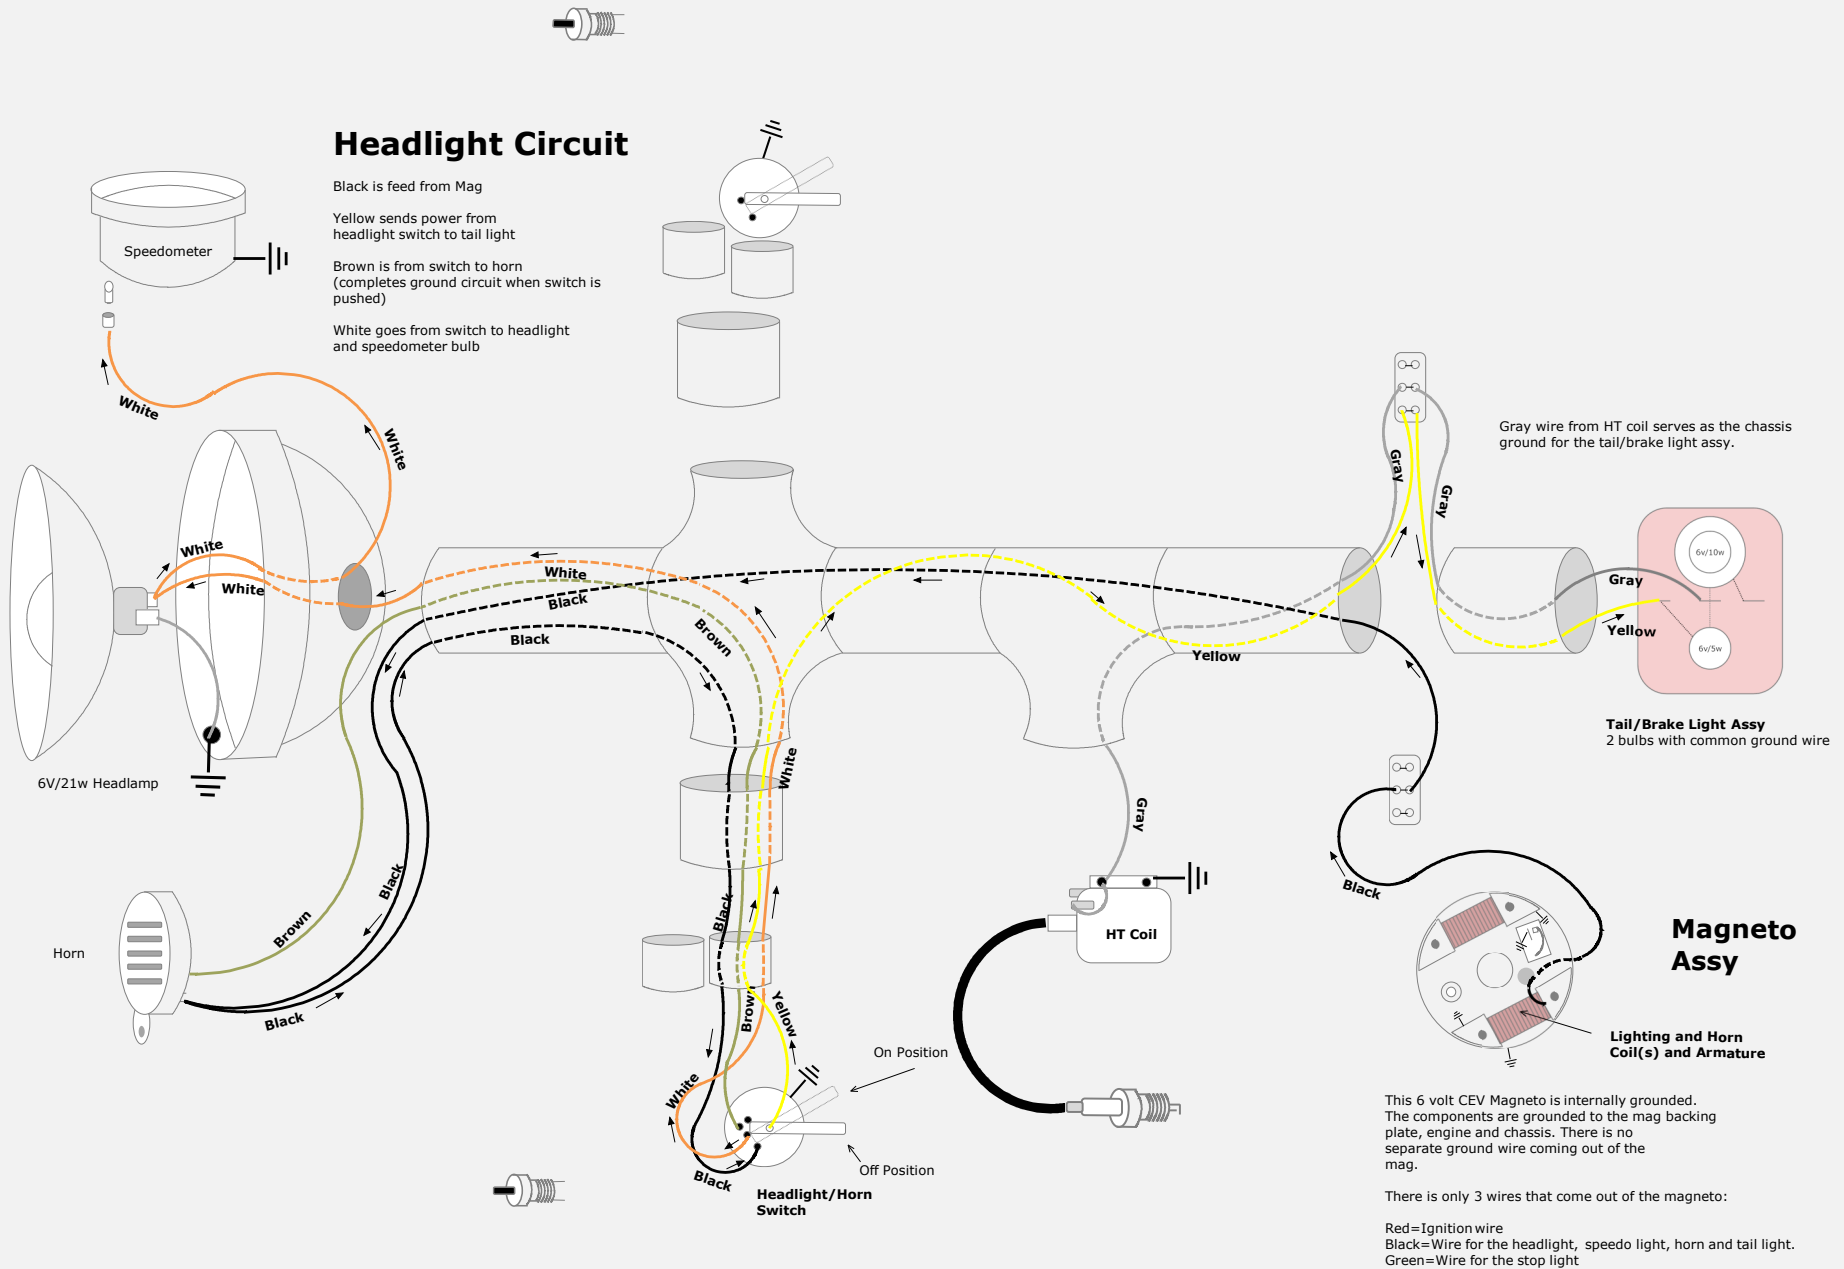 Headlight Circuit
Black is feed from Mag
Yellow sends power from
headlight switch to tail light
Brown is from switch to horn
(completes ground circuit when switch is
pushed)
White goes from switch to headlight
and speedometer bulb
Speedometer
White
White
White
White
White
Black
Black
Brown
6V/21w Headlamp
Horn
Brown
Black
Black
White
Black
Brown
Yellow
White
Black
On Position
Off Position
Headlight/Horn
Switch
Yellow
Gray
HT Coil
Gray
Gray
Gray wire from HT coil serves as the chassis
ground for the tail/brake light assy.
Gray
Yellow
6v/10w
6v/5w
Tail/Brake Light Assy
2 bulbs with common ground wire
Black
Magneto
Assy
Lighting and Horn
Coil(s) and Armature
This 6 volt CEV Magneto is internally grounded.
The components are grounded to the mag backing
plate, engine and chassis. There is no
separate ground wire coming out of the
mag.
There is only 3 wires that come out of the magneto:
Red=Ignition wire
Black=Wire for the headlight, speedo light, horn and tail light.
Green=Wire for the stop light